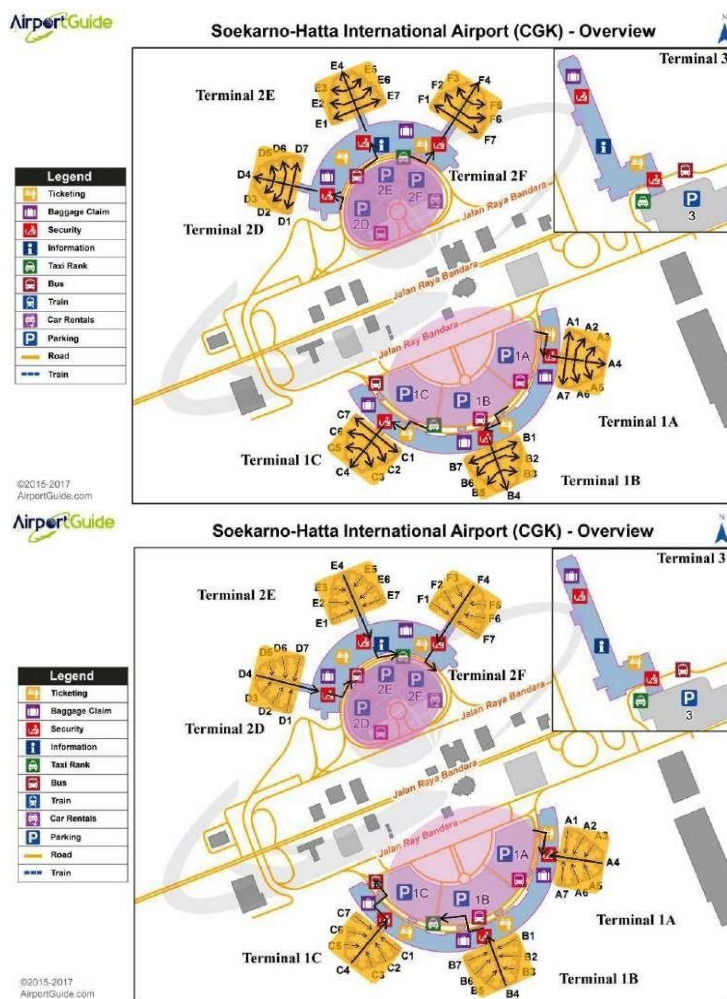 AirportGuide
Soekarno-Hatta International Airport (CGK) - Overview
N
Terminal 3
3
Terminal 2E
E4
E5
E3
E6
E2
E7
E1
F3
F4
F2
F1
F5
F6
F7
Terminal 2F
2E
2F
2D
D6
D7
D5
D4
D3
D2
D1
Terminal 2D
Legend
Ticketing
Baggage Claim
Security
Information
Taxi Rank
Bus
Train
Car Rentals
Parking
Road
Train
Jalan Raya Bandara
Jalan Raya Bandara
Jalan Ray Bandara
1A
1B
1C
A1
A2
A3
A4
A5
A6
A7
Terminal 1A
C7
C6
C5
C4
C3
C2
C1
Terminal 1C
B1
B2
B3
B4
B5
B6
B7
Terminal 1B
©2015-2017
AirportGuide.com
AirportGuide
Soekarno-Hatta International Airport (CGK) - Overview
N
Terminal 3
3
Terminal 2E
E4
E5
E3
E6
E2
E7
E1
F3
F4
F2
F1
F5
F6
F7
Terminal 2F
2E
2F
2D
D6
D7
D5
D4
D3
D2
D1
Terminal 2D
Legend
Ticketing
Baggage Claim
Security
Information
Taxi Rank
Bus
Train
Car Rentals
Parking
Road
Train
Jalan Raya Bandara
Jalan Raya Bandara
Jalan Ray Bandara
1A
1B
1C
A1
A2
A3
A4
A5
A6
A7
Terminal 1A
C7
C6
C5
C4
C3
C2
C1
Terminal 1C
B1
B2
B3
B4
B5
B6
B7
Terminal 1B
©2015-2017
AirportGuide.com